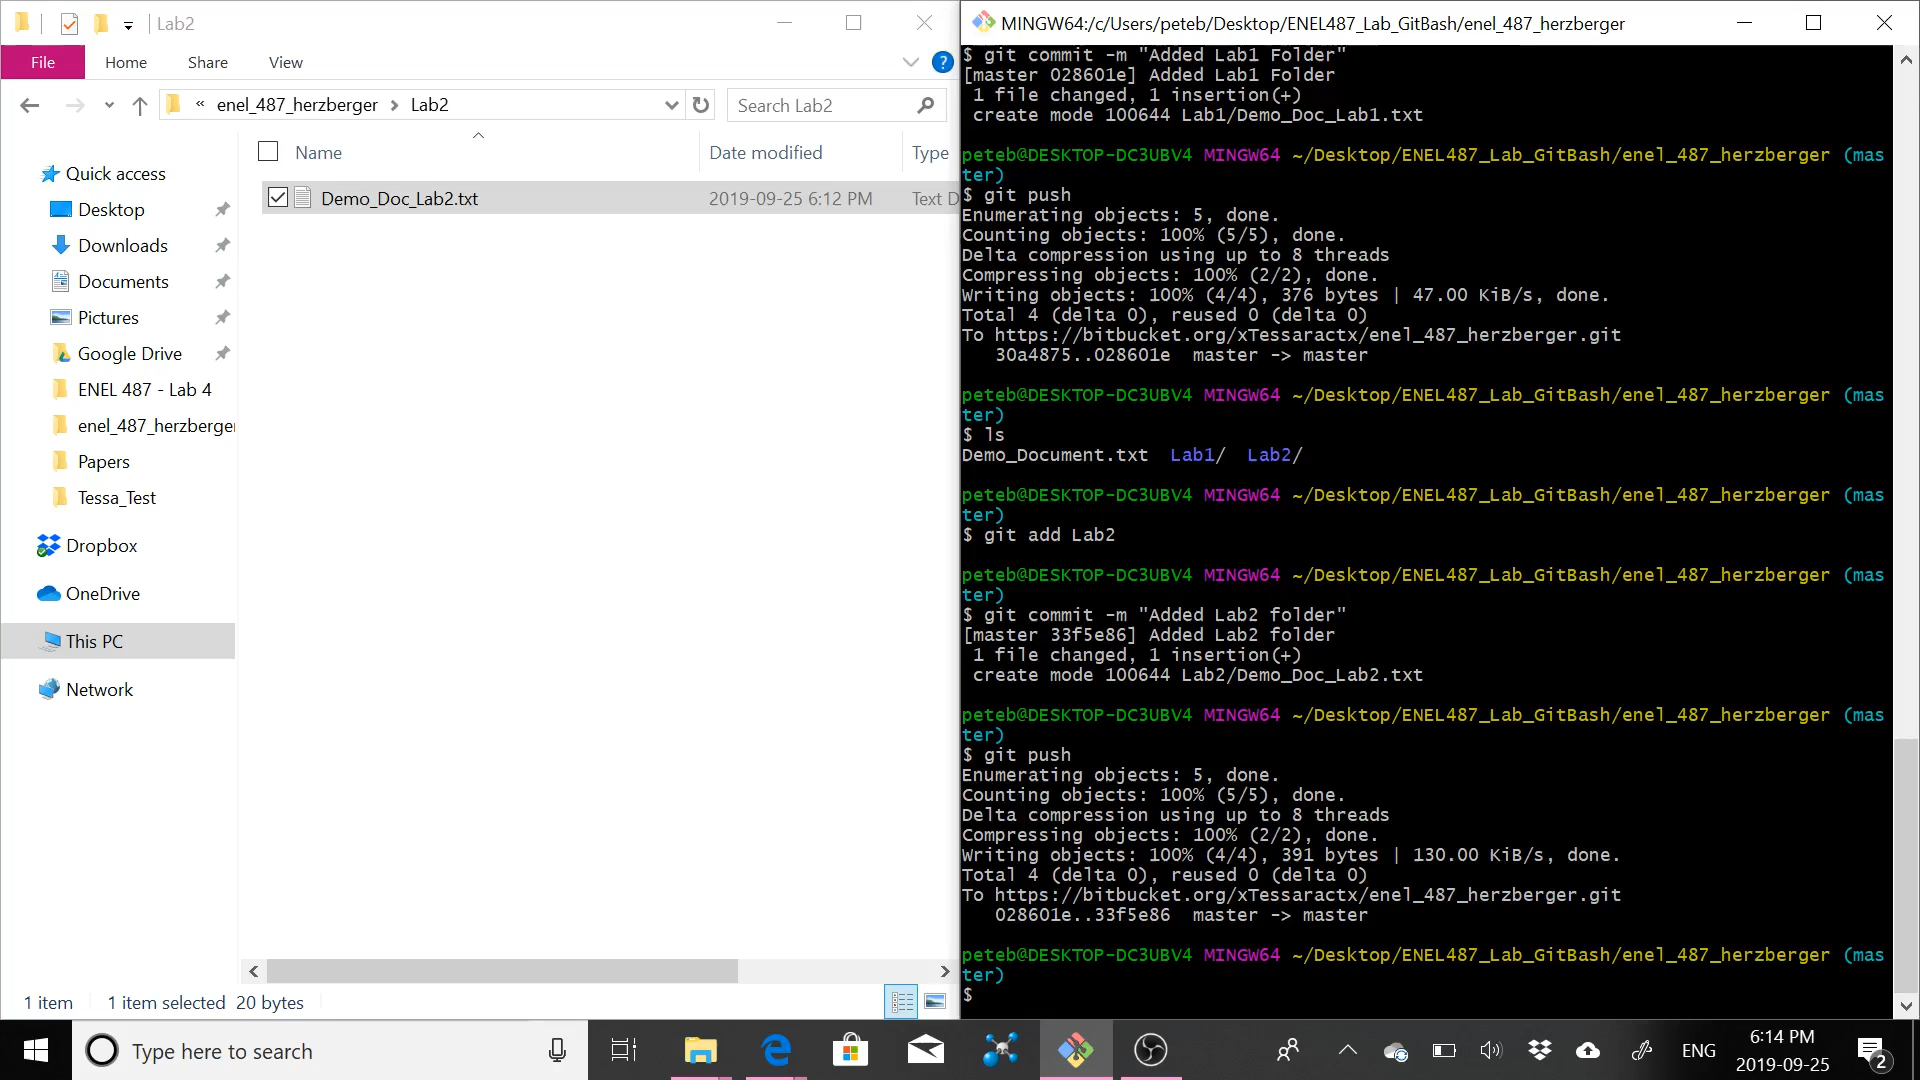 Lab2
File Home Share View
« enel_487_herzberger > Lab2
Search Lab2
Name Date modified Type
Demo_Doc_Lab2.txt 2019-09-25 6:12 PM Text D
Quick access
Desktop
Downloads
Documents
Pictures
Google Drive
ENEL 487 - Lab 4
enel_487_herzberger
Papers
Tessa_Test
Dropbox
OneDrive
This PC
Network
1 item 1 item selected 20 bytes
MINGW64:/c/Users/peteb/Desktop/ENEL487_Lab_GitBash/enel_487_herzberger
$ git commit -m "Added Lab1 Folder"
[master 028601e] Added Lab1 Folder
 1 file changed, 1 insertion(+)
 create mode 100644 Lab1/Demo_Doc_Lab1.txt
peteb@DESKTOP-DC3UBV4 MINGW64 ~/Desktop/ENEL487_Lab_GitBash/enel_487_herzberger (mas
ter)
$ git push
Enumerating objects: 5, done.
Counting objects: 100% (5/5), done.
Delta compression using up to 8 threads
Compressing objects: 100% (2/2), done.
Writing objects: 100% (4/4), 376 bytes | 47.00 KiB/s, done.
Total 4 (delta 0), reused 0 (delta 0)
To https://bitbucket.org/xTessaractx/enel_487_herzberger.git
   30a4875..028601e  master -> master
peteb@DESKTOP-DC3UBV4 MINGW64 ~/Desktop/ENEL487_Lab_GitBash/enel_487_herzberger (mas
ter)
$ ls
Demo_Document.txt  Lab1/  Lab2/
peteb@DESKTOP-DC3UBV4 MINGW64 ~/Desktop/ENEL487_Lab_GitBash/enel_487_herzberger (mas
ter)
$ git add Lab2
peteb@DESKTOP-DC3UBV4 MINGW64 ~/Desktop/ENEL487_Lab_GitBash/enel_487_herzberger (mas
ter)
$ git commit -m "Added Lab2 folder"
[master 33f5e86] Added Lab2 folder
 1 file changed, 1 insertion(+)
 create mode 100644 Lab2/Demo_Doc_Lab2.txt
peteb@DESKTOP-DC3UBV4 MINGW64 ~/Desktop/ENEL487_Lab_GitBash/enel_487_herzberger (mas
ter)
$ git push
Enumerating objects: 5, done.
Counting objects: 100% (5/5), done.
Delta compression using up to 8 threads
Compressing objects: 100% (2/2), done.
Writing objects: 100% (4/4), 391 bytes | 130.00 KiB/s, done.
Total 4 (delta 0), reused 0 (delta 0)
To https://bitbucket.org/xTessaractx/enel_487_herzberger.git
   028601e..33f5e86  master -> master
peteb@DESKTOP-DC3UBV4 MINGW64 ~/Desktop/ENEL487_Lab_GitBash/enel_487_herzberger (mas
ter)
$
Type here to search
ENG
6:14 PM
2019-09-25
2